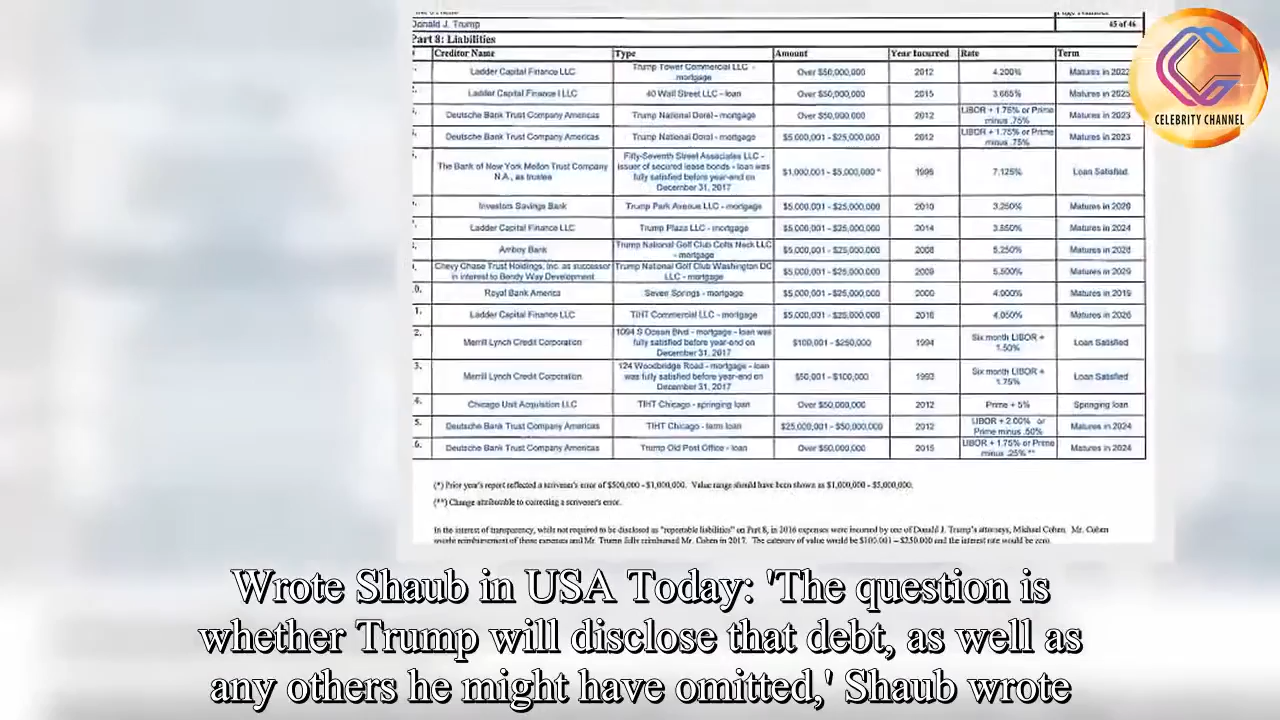 Donald J. Trump 45 of 46
Part 8: Liabilities
Creditor Name Type Amount Year Incurred Rate Term
Ladder Capital Finance LLC Trump Tower Commercial LLC - mortgage Over $50,000,000 2012 4.200% Matures in 2022
Ladder Capital Finance I LLC 40 Wall Street LLC - loan Over $50,000,000 2015 3.665% Matures in 2025
Deutsche Bank Trust Company Americas Trump National Doral - mortgage Over $50,000,000 2012 LIBOR + 1.75% or Prime minus .75% Matures in 2023
Deutsche Bank Trust Company Americas Trump National Doral - mortgage $5,000,001 - $25,000,000 2012 LIBOR + 1.75% or Prime minus .75% Matures in 2023
The Bank of New York Mellon Trust Company N.A., as trustee Fifty-Seventh Street Associates LLC - issuer of secured lease bonds - loan was fully satisfied before year-end on December 31, 2017 $1,000,001 - $5,000,000 * 1996 7.125% Loan Satisfied
Investors Savings Bank Trump Park Avenue LLC - mortgage $5,000,001 - $25,000,000 2010 3.250% Matures in 2020
Ladder Capital Finance LLC Trump Plaza LLC - mortgage $5,000,001 - $25,000,000 2014 3.850% Matures in 2024
Amboy Bank Trump National Golf Club Colts Neck LLC - mortgage $5,000,001 - $25,000,000 2008 5.250% Matures in 2028
Chevy Chase Trust Holdings, Inc. as successor in interest to Bondy Way Development Trump National Golf Club Washington DC LLC - mortgage $5,000,001 - $25,000,000 2009 5.500% Matures in 2029
Royal Bank America Seven Springs - mortgage $5,000,001 - $25,000,000 2000 4.000% Matures in 2019
Ladder Capital Finance LLC TIHT Commercial LLC - mortgage $5,000,001 - $25,000,000 2016 4.050% Matures in 2026
Merrill Lynch Credit Corporation 1094 S Ocean Blvd - mortgage - loan was fully satisfied before year-end on December 31, 2017 $100,001 - $250,000 1994 Six month LIBOR + 1.50% Loan Satisfied
Merrill Lynch Credit Corporation 124 Woodbridge Road - mortgage - loan was fully satisfied before year-end on December 31, 2017 $50,001 - $100,000 1993 Six month LIBOR + 1.75% Loan Satisfied
Chicago Unit Acquisition LLC TIHT Chicago - springing loan Over $50,000,000 2012 Prime + 5% Springing loan
Deutsche Bank Trust Company Americas TIHT Chicago - term loan $25,000,001 - $50,000,000 2012 LIBOR + 2.00% or Prime minus .50% Matures in 2024
Deutsche Bank Trust Company Americas Trump Old Post Office - loan Over $50,000,000 2015 LIBOR + 1.75% or Prime minus .25% ** Matures in 2024
(*) Prior year's report reflected a scrivener's error of $500,000 - $1,000,000. Value range should have been shown as $1,000,000 - $5,000,000.
(**) Change attributable to correcting a scrivener's error.
In the interest of transparency, while not required to be disclosed as "reportable liabilities" on Part 8, in 2016 expenses were incurred by one of Donald J. Trump's attorneys, Michael Cohen. Mr. Cohen
sought reimbursement of those expenses and Mr. Trump fully reimbursed Mr. Cohen in 2017. The category of value would be $100,001 - $250,000 and the interest rate would be zero.
CELEBRITY CHANNEL
Wrote Shaub in USA Today: 'The question is
whether Trump will disclose that debt, as well as
any others he might have omitted,' Shaub wrote